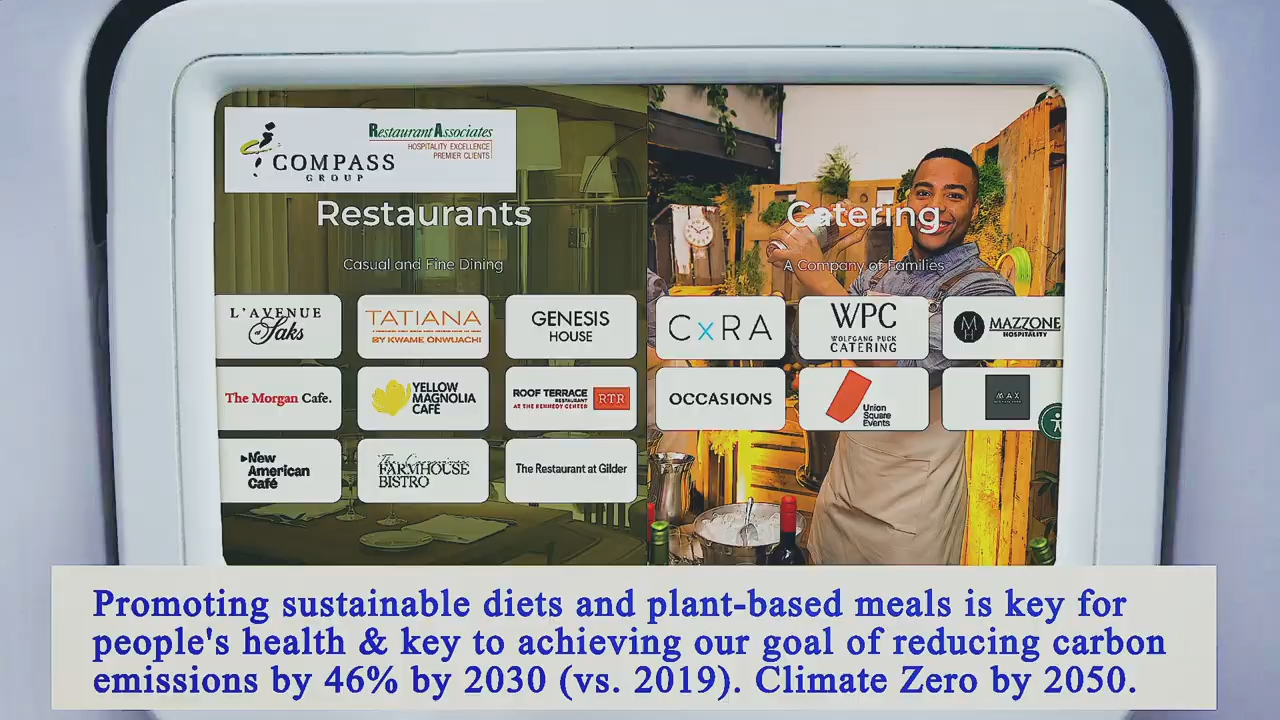 COMPASS
GROUP
Restaurant Associates
HOSPITALITY EXCELLENCE
PREMIER CLIENTS
Restaurants
Casual and Fine Dining
L'AVENUE
Saks
TATIANA
BY KWAME ONWUACHI
GENESIS
HOUSE
The Morgan Cafe.
YELLOW
MAGNOLIA
CAFÉ
ROOF TERRACE
RESTAURANT
AT THE KENNEDY CENTER
RTR
New
American
Café
FARMHOUSE
BISTRO
The Restaurant at Gilder
Catering
A Company of Families
CxRA
WPC
WOLFGANG PUCK
CATERING
MH
MAZZONE
HOSPITALITY
OCCASIONS
Union
Square
Events
MAX
Promoting sustainable diets and plant-based meals is key for
people's health & key to achieving our goal of reducing carbon
emissions by 46% by 2030 (vs. 2019). Climate Zero by 2050.